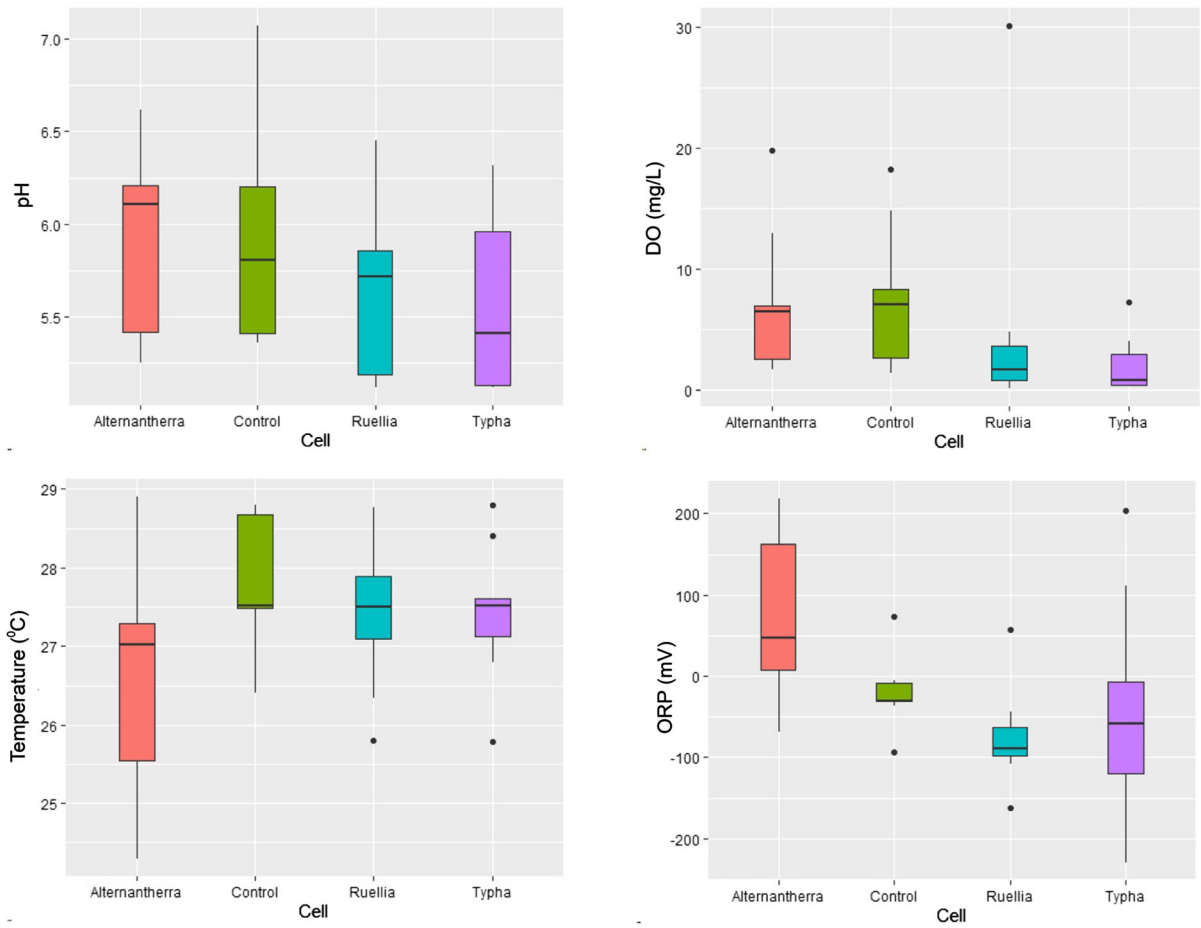 7.0
6.5
6.0
5.5
pH
Alternantherra Control Ruellia Typha
Cell
30
20
10
0
DO (mg/L)
Alternantherra Control Ruellia Typha
Cell
29
28
27
26
25
Temperature (⁰C)
Alternantherra Control Ruellia Typha
Cell
200
100
0
-100
-200
ORP (mV)
Alternantherra Control Ruellia Typha
Cell